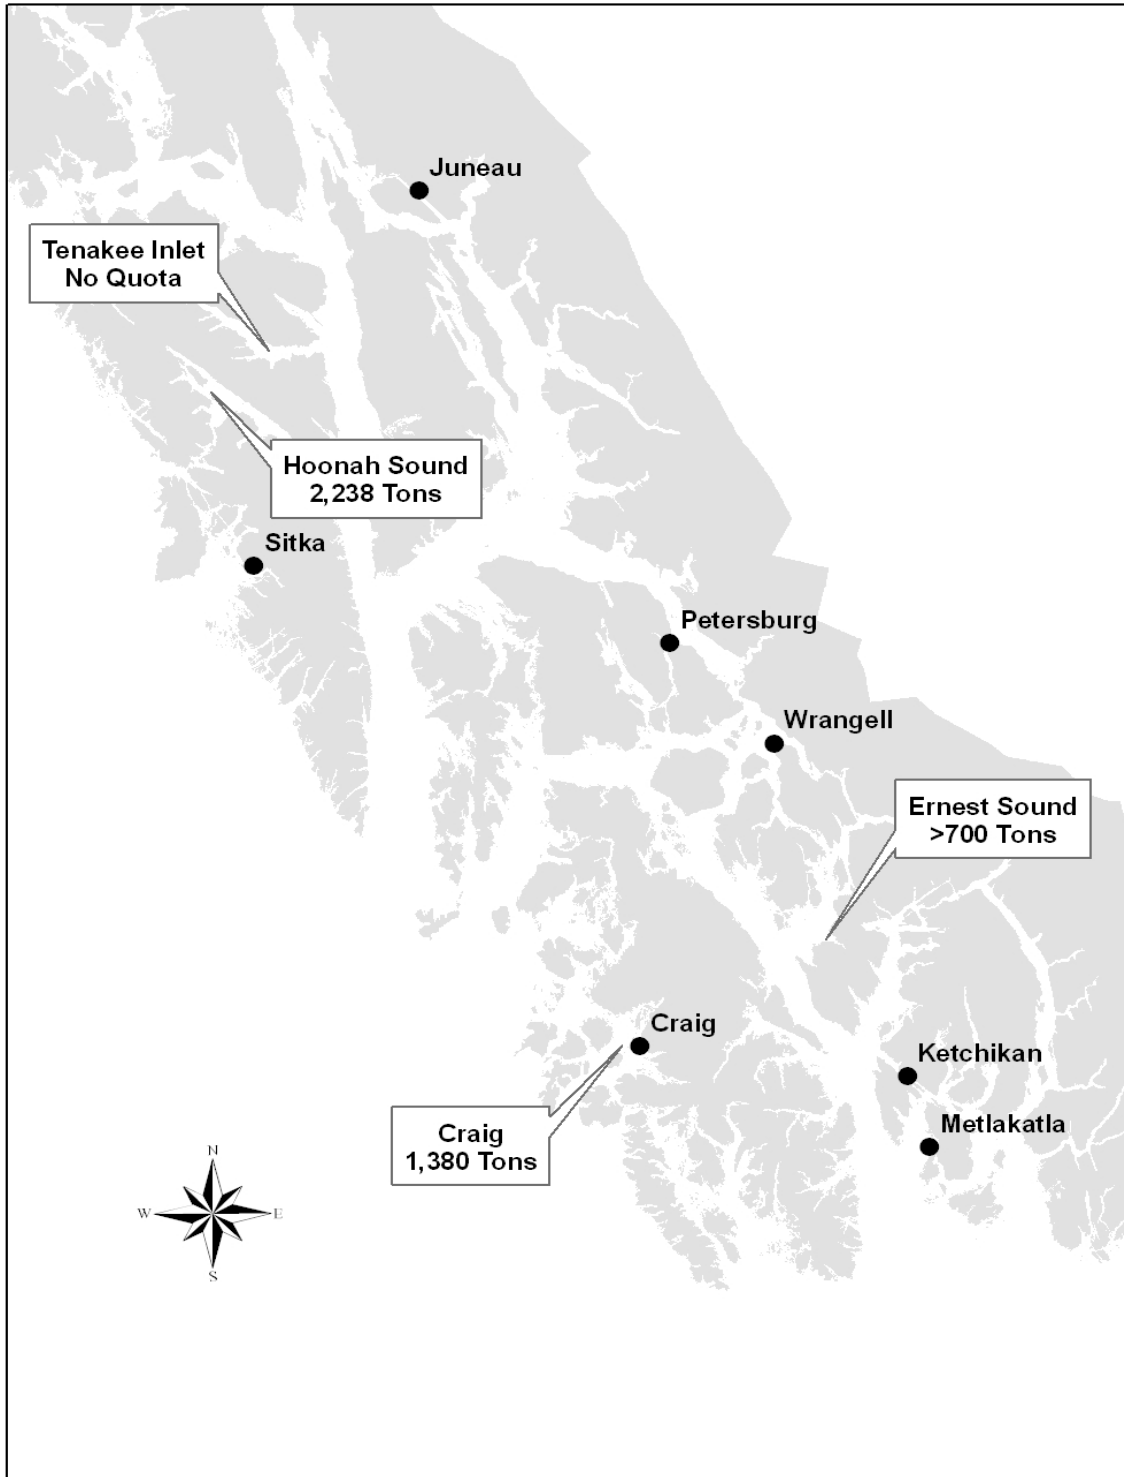 Juneau
Tenakee Inlet
No Quota
Hoonah Sound
2,238 Tons
Sitka
Petersburg
Wrangell
Ernest Sound
>700 Tons
Craig
Ketchikan
Craig
1,380 Tons
Metlakatla
N
W
E
S